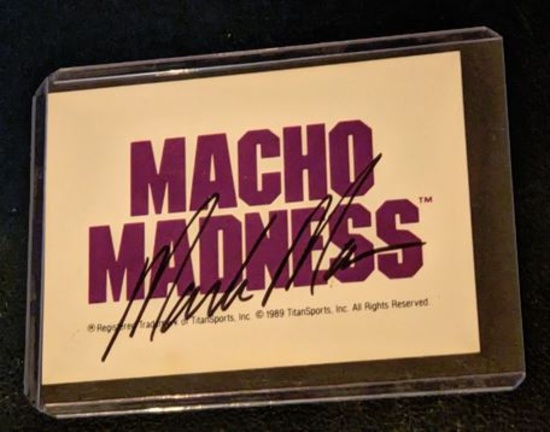 MACHO
MADNESS™
® Registered Trademark of TitanSports, Inc. © 1989 TitanSports, Inc. All Rights Reserved.